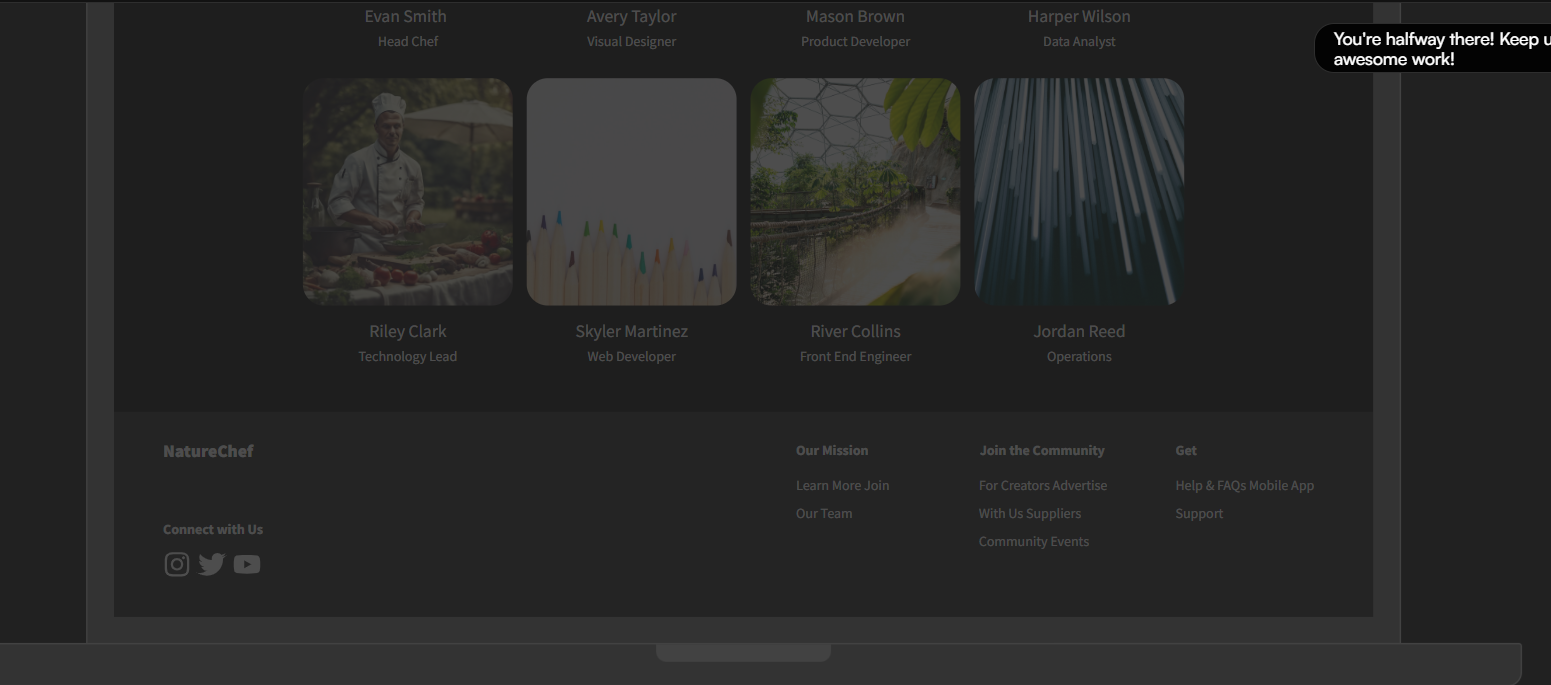 Evan Smith
Avery Taylor
Mason Brown
Harper Wilson
Head Chef
Visual Designer
Product Developer
Data Analyst
You're halfway there! Keep
awesome work!
Riley Clark
Skyler Martinez
River Collins
Jordan Reed
Technology Lead
Web Developer
Front End Engineer
Operations
NatureChef
Connect with Us
Our Mission
Learn More Join
Our Team
Join the Community
For Creators Advertise
With Us Suppliers
Community Events
Get
Help & FAQs Mobile App
Support